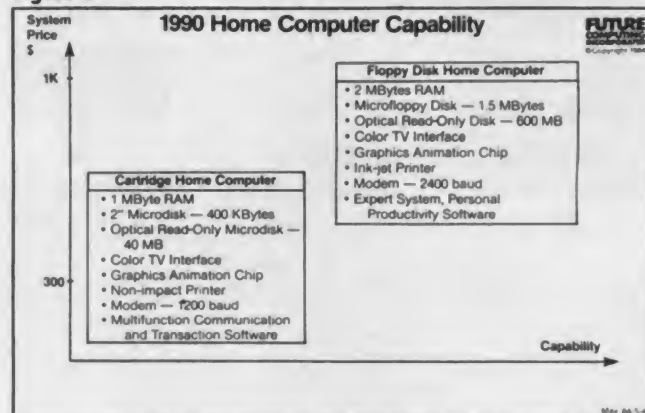 System
Price
$
1990 Home Computer Capability
FUTURE
COMPUTING
INCORPORATED
© Copyright 1984
1K
Floppy Disk Home Computer
• 2 MBytes RAM
• Microfloppy Disk — 1.5 MBytes
• Optical Read-Only Disk — 600 MB
• Color TV Interface
• Graphics Animation Chip
• Ink-jet Printer
• Modem — 2400 baud
• Expert System, Personal
Productivity Software
Cartridge Home Computer
• 1 MByte RAM
• 2" Microdisk — 400 KBytes
• Optical Read-Only Microdisk —
40 MB
• Color TV Interface
• Graphics Animation Chip
• Non-impact Printer
• Modem — 1200 baud
• Multifunction Communication
and Transaction Software
300
Capability